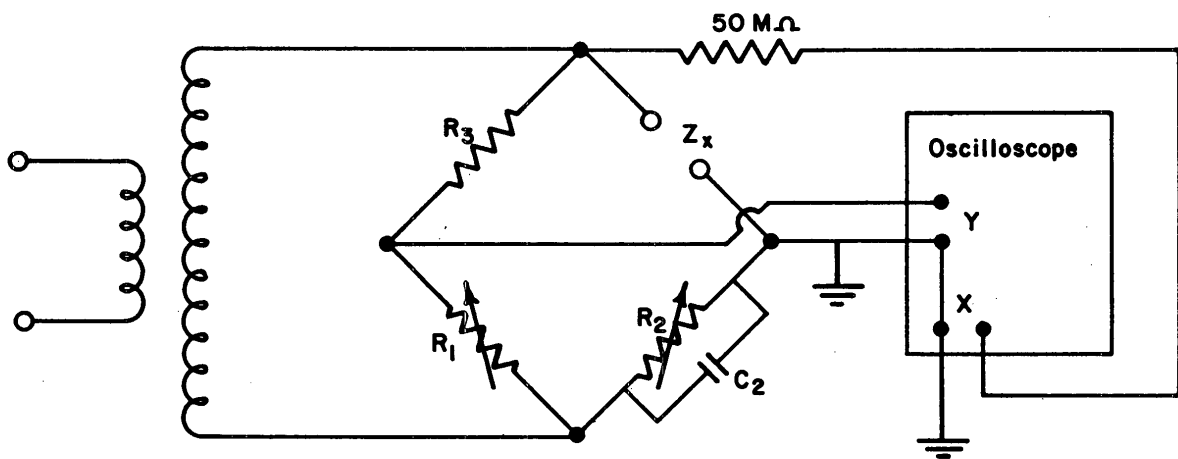 50 MΩ
R3
Zx
Oscilloscope
Y
X
R1
R2
C2